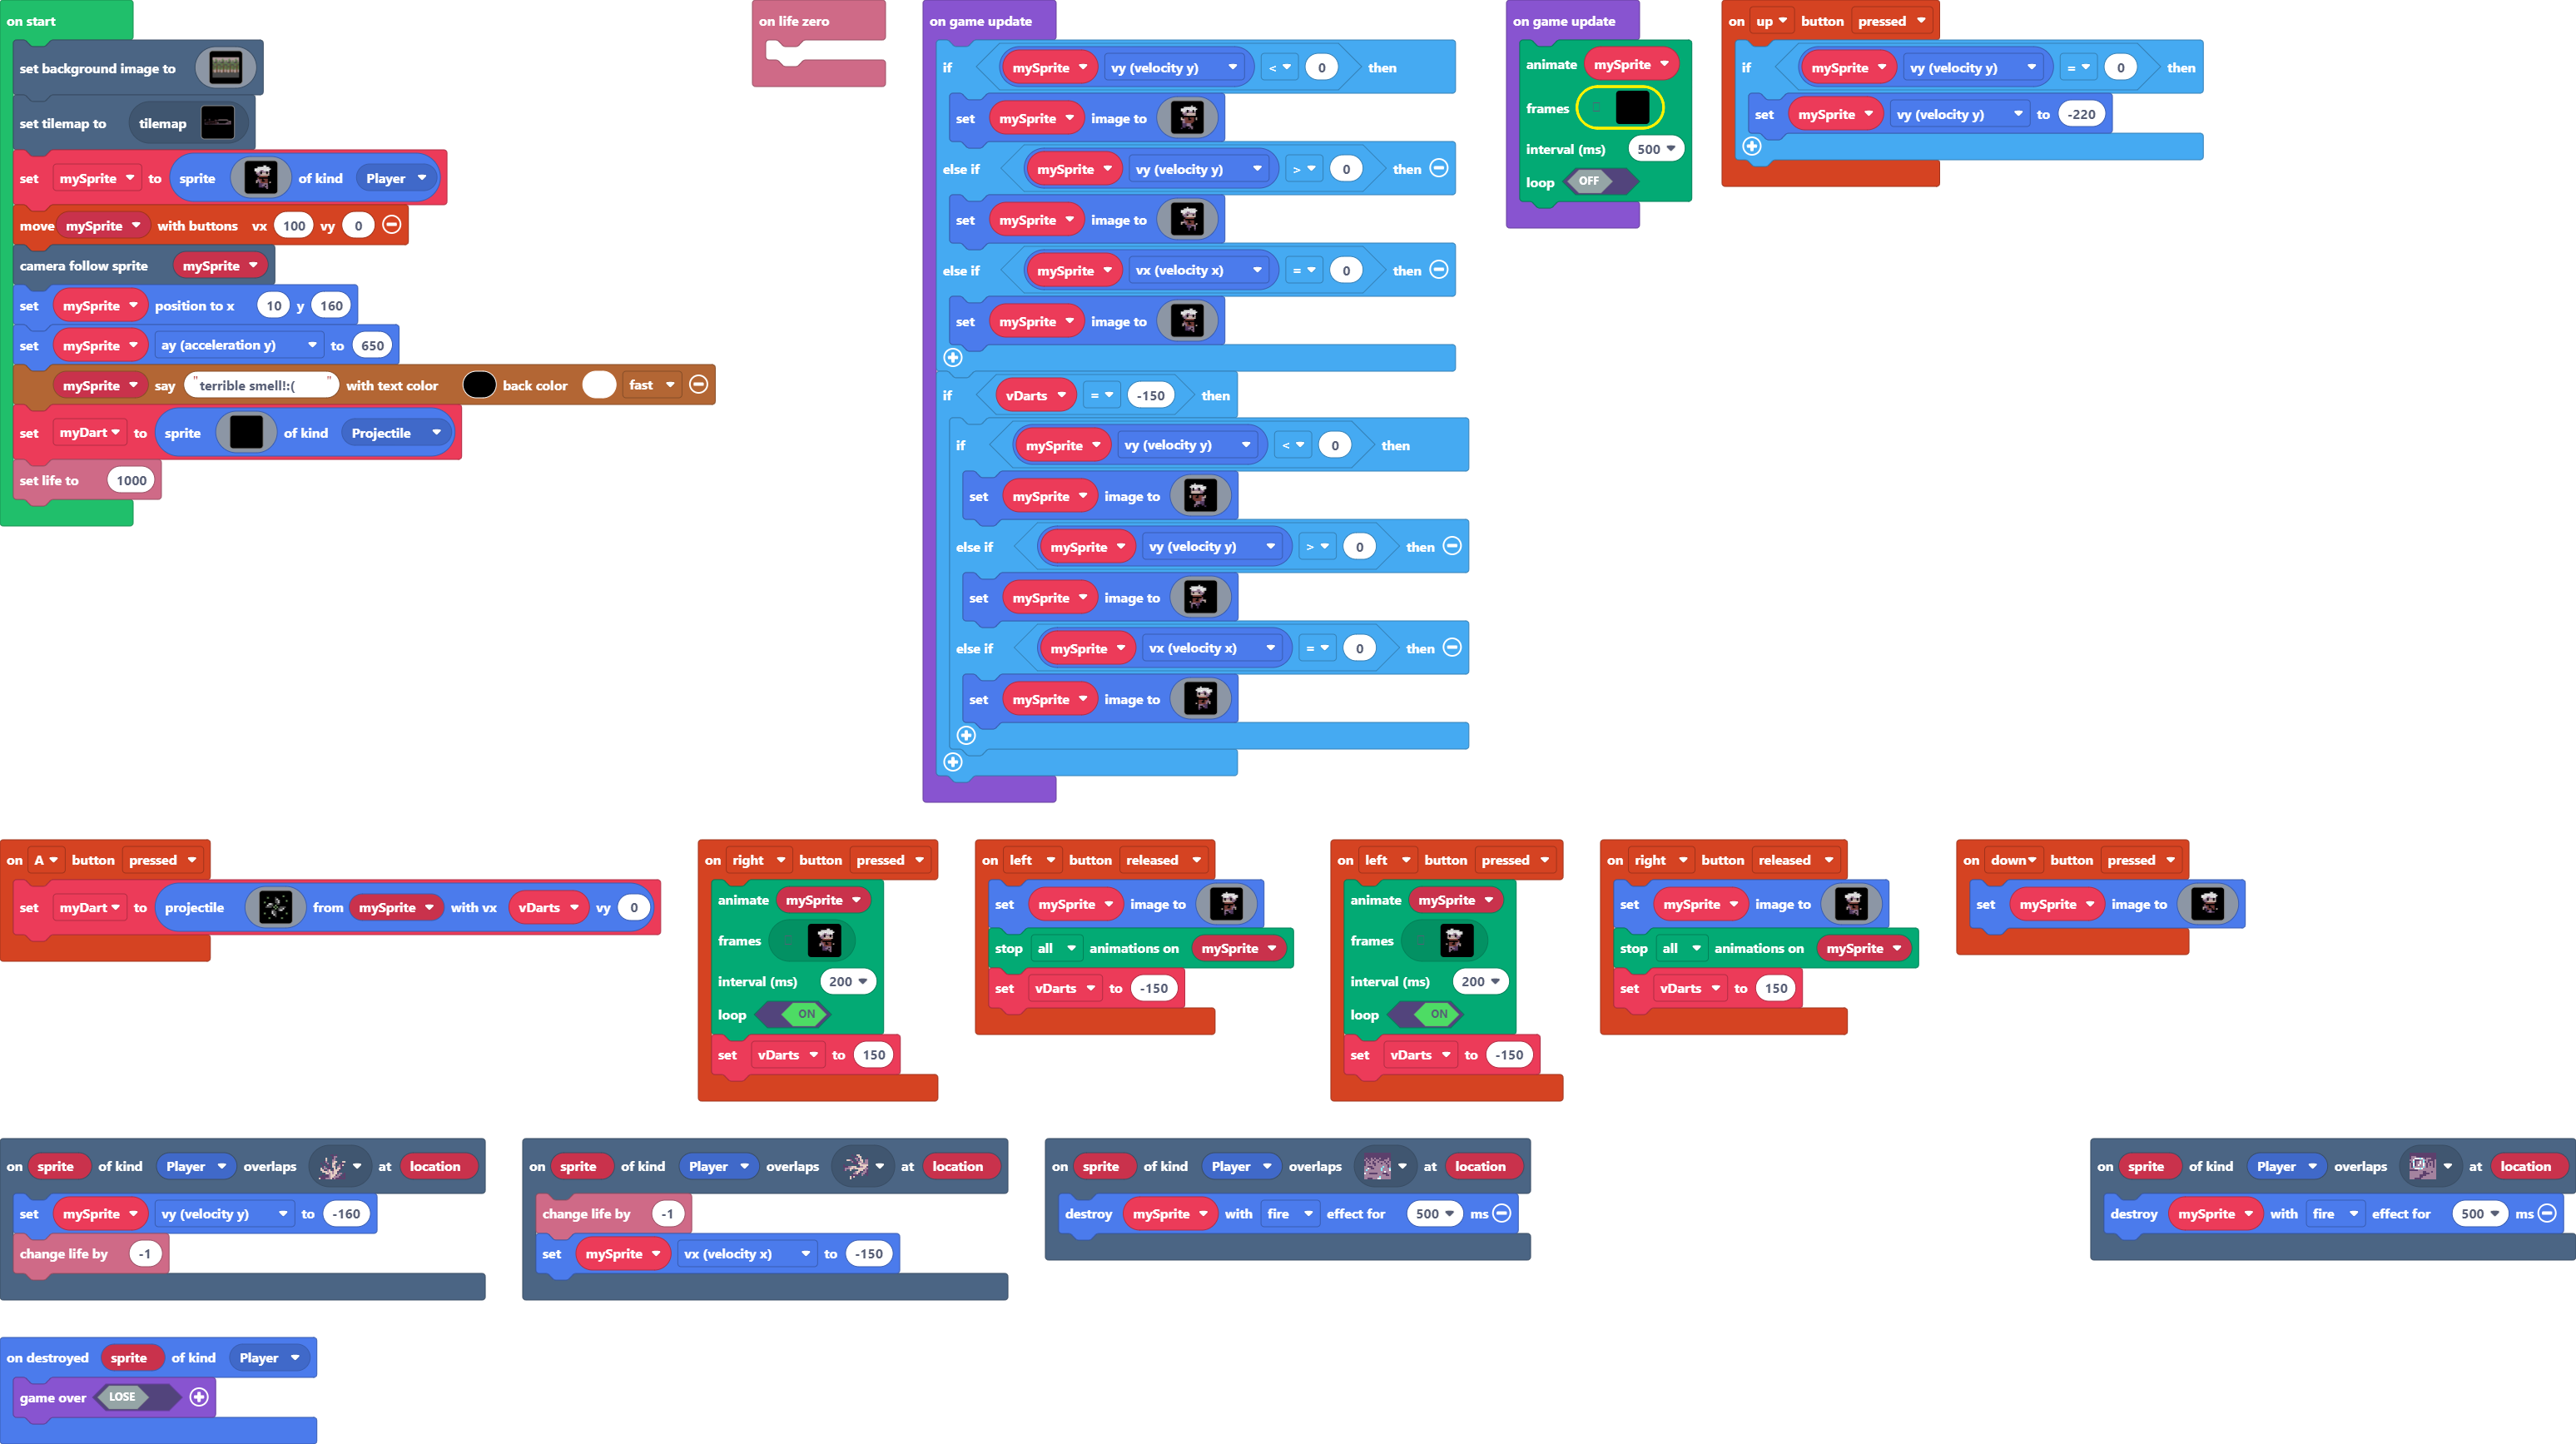 on start
set background image to
set tilemap to tilemap
set mySprite to sprite of kind Player
move mySprite with buttons vx 100 vy 0
camera follow sprite mySprite
set mySprite position to x 10 y 160
set mySprite ay (acceleration y) to 650
mySprite say "terrible smell!:( " with text color back color fast
set myDart to sprite of kind Projectile
set life to 1000
on life zero
on game update
if mySprite vy (velocity y) < 0 then
set mySprite image to
else if mySprite vy (velocity y) > 0 then
set mySprite image to
else if mySprite vx (velocity x) = 0 then
set mySprite image to
if vDarts = -150 then
if mySprite vy (velocity y) < 0 then
set mySprite image to
else if mySprite vy (velocity y) > 0 then
set mySprite image to
else if mySprite vx (velocity x) = 0 then
set mySprite image to
on game update
animate mySprite
frames
interval (ms) 500
loop OFF
on up button pressed
if mySprite vy (velocity y) = 0 then
set mySprite vy (velocity y) to -220
on A button pressed
set myDart to projectile from mySprite with vx vDarts vy 0
on right button pressed
animate mySprite
frames
interval (ms) 200
loop ON
set vDarts to 150
on left button released
set mySprite image to
stop all animations on mySprite
set vDarts to -150
on left button pressed
animate mySprite
frames
interval (ms) 200
loop ON
set vDarts to -150
on right button released
set mySprite image to
stop all animations on mySprite
set vDarts to 150
on down button pressed
set mySprite image to
on sprite of kind Player overlaps at location
set mySprite vy (velocity y) to -160
change life by -1
on sprite of kind Player overlaps at location
change life by -1
set mySprite vx (velocity x) to -150
on sprite of kind Player overlaps at location
destroy mySprite with fire effect for 500 ms
on sprite of kind Player overlaps at location
destroy mySprite with fire effect for 500 ms
on destroyed sprite of kind Player
game over LOSE